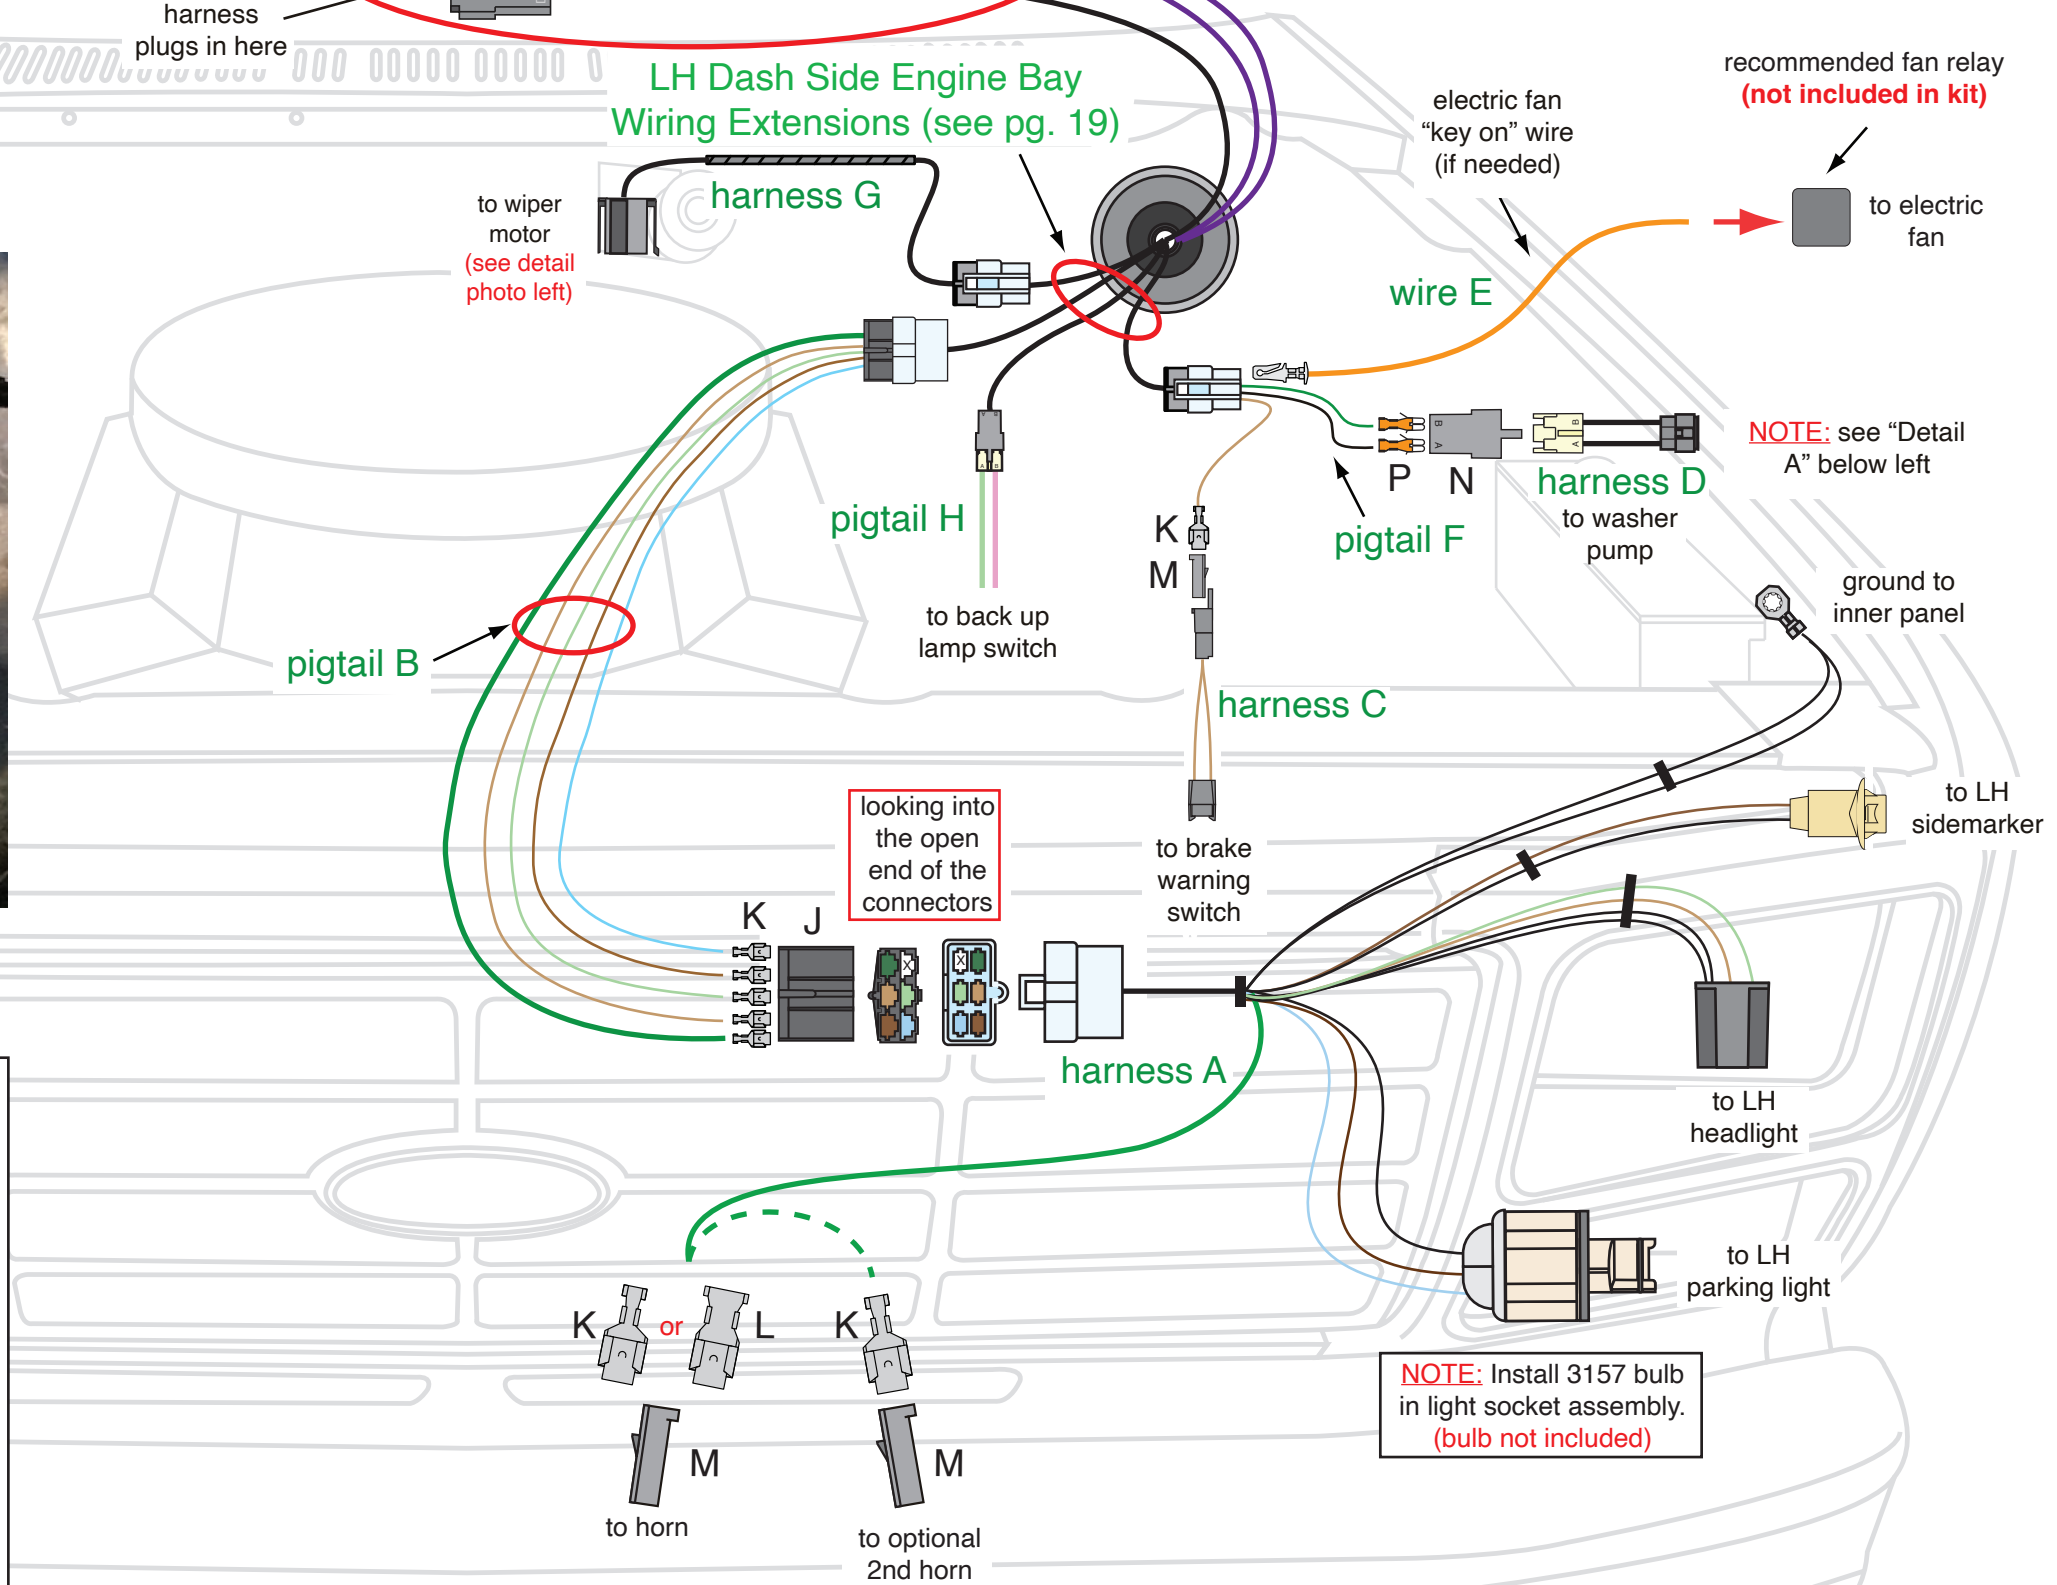 harness
plugs in here
LH Dash Side Engine Bay
Wiring Extensions (see pg. 19)
recommended fan relay
(not included in kit)
electric fan
“key on” wire
(if needed)
to electric
fan
harness G
to wiper
motor
(see detail
photo left)
wire E
NOTE: see “Detail
A” below left
B
A
B
A
P
N
harness D
to washer
pump
pigtail F
pigtail H
A
B
to back up
lamp switch
K
M
ground to
inner panel
pigtail B
harness C
looking into
the open
end of the
connectors
to brake
warning
switch
to LH
sidemarker
K
J
X
X
harness A
to LH
headlight
to LH
parking light
K
or
L
K
M
M
NOTE: Install 3157 bulb
in light socket assembly.
(bulb not included)
to horn
to optional
2nd horn